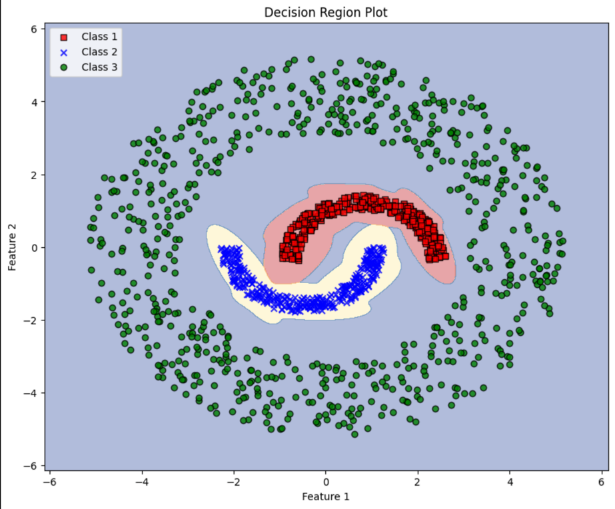 Decision Region Plot
Class 1
Class 2
Class 3
6
4
2
0
−2
−4
−6
Feature 2
−6 −4 −2 0 2 4 6
Feature 1